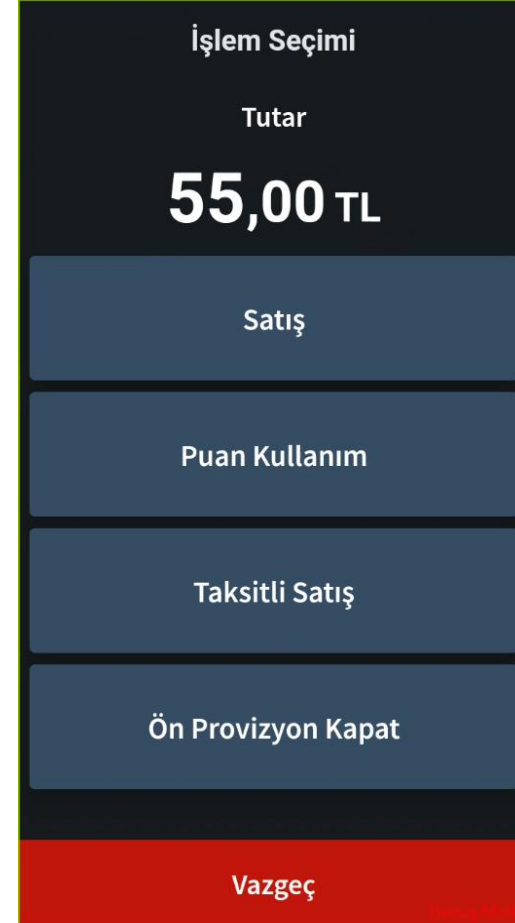 İşlem Seçimi
Tutar
55,00 TL
Satış
Puan Kullanım
Taksitli Satış
Ön Provizyon Kapat
Vazgeç